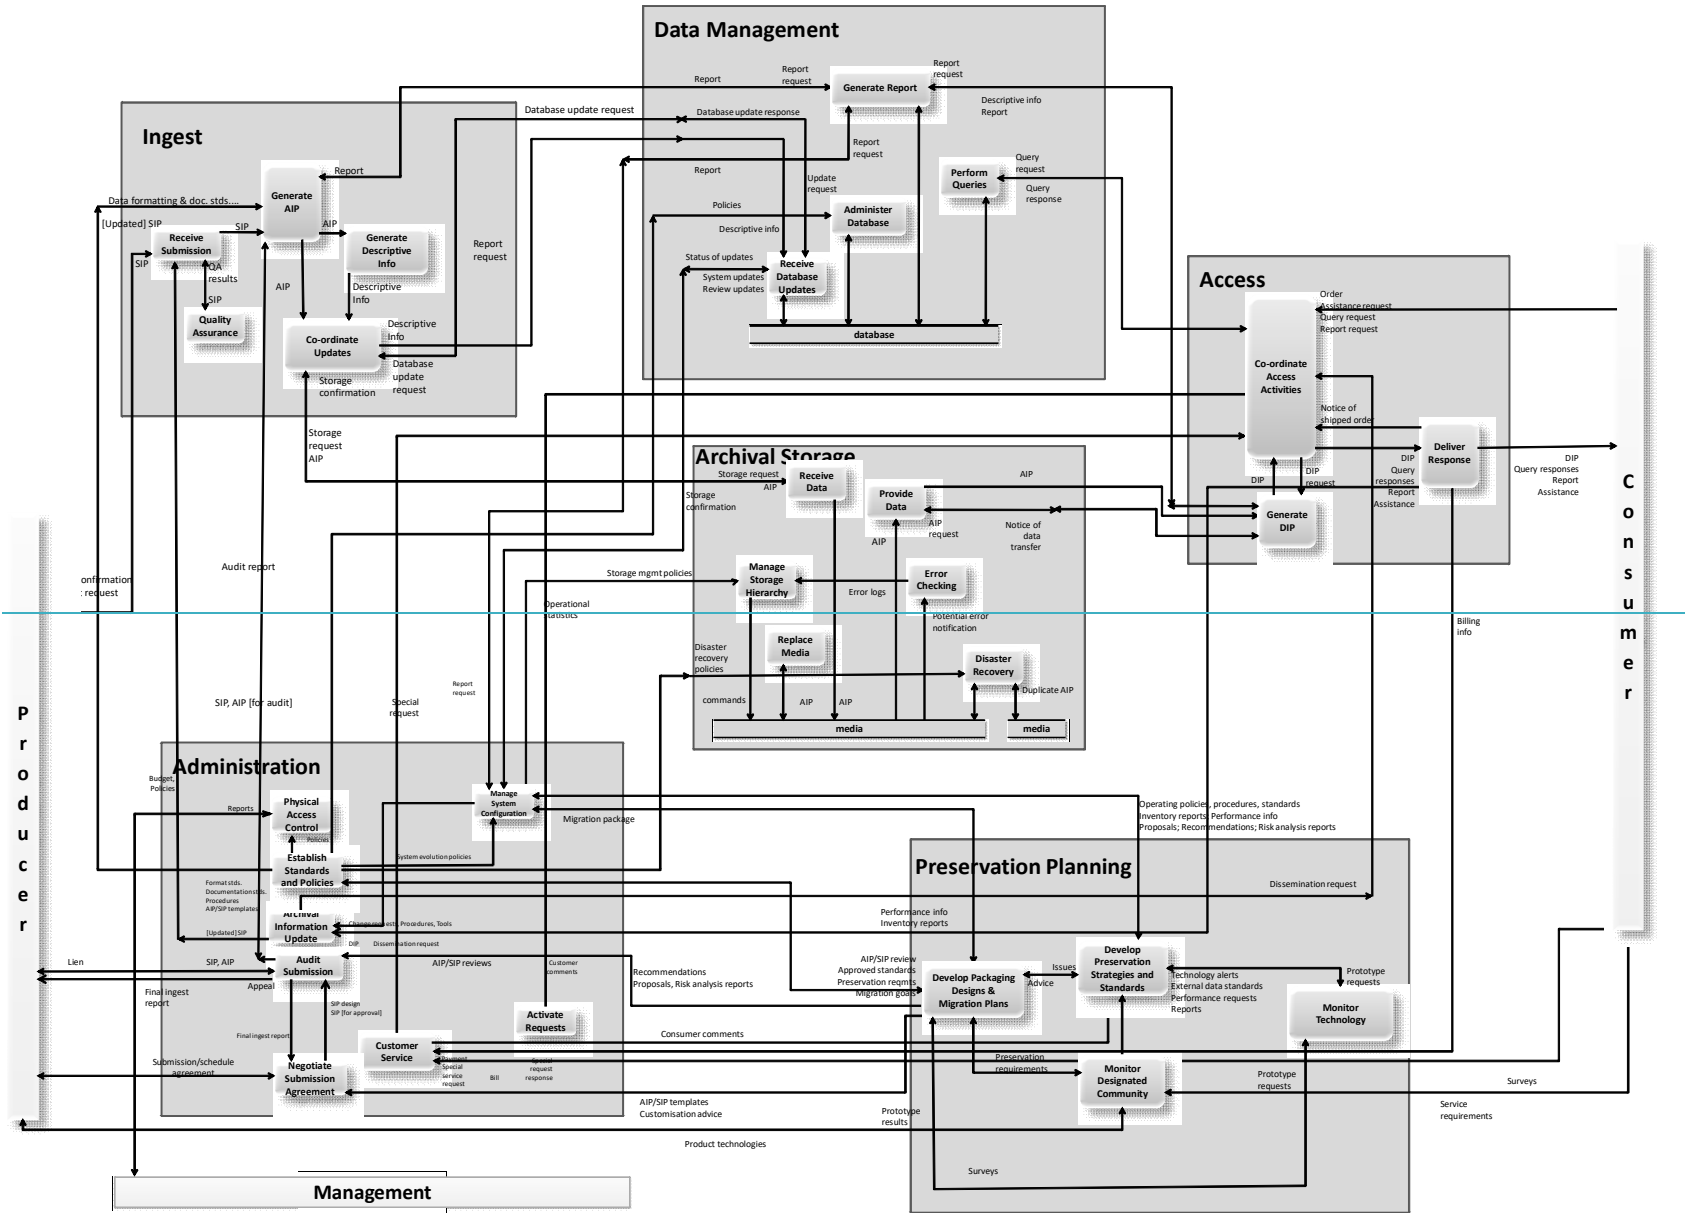 Data Management
Report
Report
request
Generate Report
Report
request
Descriptive info
Report
Database update request
Database update response
Report
request
Report
Update
request
Perform
Queries
Query
request
Query
response
Policies
Descriptive info
Administer
Database
Status of updates
System updates
Review updates
Receive
Database
Updates
database
Ingest
Generate
AIP
Report
Data formatting & doc. stds....
[Updated] SIP
SIP
AIP
Receive
Submission
SIP
QA
results
SIP
Quality
Assurance
Generate
Descriptive
Info
AIP
Descriptive
Info
Co-ordinate
Updates
Descriptive
Info
Database
update
request
Storage
confirmation
Report
request
Storage
request
AIP
Access
Order
Assistance request
Query request
Report request
Co-ordinate
Access
Activities
Notice of
shipped order
Deliver
Response
DIP
Query
responses
Report
Assistance
DIP
DIP
request
Generate
DIP
DIP
Query responses
Report
Assistance
Consumer
Archival Storage
Storage request
AIP
Storage
confirmation
Receive
Data
Provide
Data
AIP
AIP
request
AIP
Notice of
data
transfer
Storage mgmt policies
Manage
Storage
Hierarchy
Error
Checking
Error logs
Operational
statistics
Potential error
notification
Replace
Media
Disaster
recovery
policies
Disaster
Recovery
Duplicate AIP
commands
AIP
AIP
media
media
Audit report
onfirmation
: request
Billing
info
Report
request
Special
request
SIP, AIP [for audit]
Producer
Administration
Budget,
Policies
Reports
Physical
Access
Control
Policies
Manage
System
Configuration
Migration package
Establish
Standards
and Policies
System evolution policies
Format stds.
Documentation stds.
Procedures
AIP/SIP templates
Archival
Information
Update
Change requests, Procedures, Tools
[Updated] SIP
DIP
Dissemination request
Lien
SIP, AIP
Audit
Submission
AIP/SIP reviews
Customer
comments
Appeal
Final ingest
report
SIP design
SIP [for approval]
Final ingest report
Activate
Requests
Customer
Service
Submission/schedule
agreement
Negotiate
Submission
Agreement
Payment
Special
service
request
Bill
Special
request
response
Operating policies, procedures, standards
Inventory reports; Performance info
Proposals; Recommendations; Risk analysis reports
Preservation Planning
Dissemination request
Performance info
Inventory reports
Recommendations
Proposals, Risk analysis reports
AIP/SIP review
Approved standards
Preservation reqmts
Migration goals
Develop Packaging
Designs &
Migration Plans
Issues
Advice
Develop
Preservation
Strategies and
Standards
Technology alerts
External data standards
Performance requests
Reports
Prototype
requests
Monitor
Technology
Consumer comments
Preservation
requirements
Monitor
Designated
Community
Prototype
requests
AIP/SIP templates
Customisation advice
Prototype
results
Surveys
Service
requirements
Product technologies
Surveys
Management